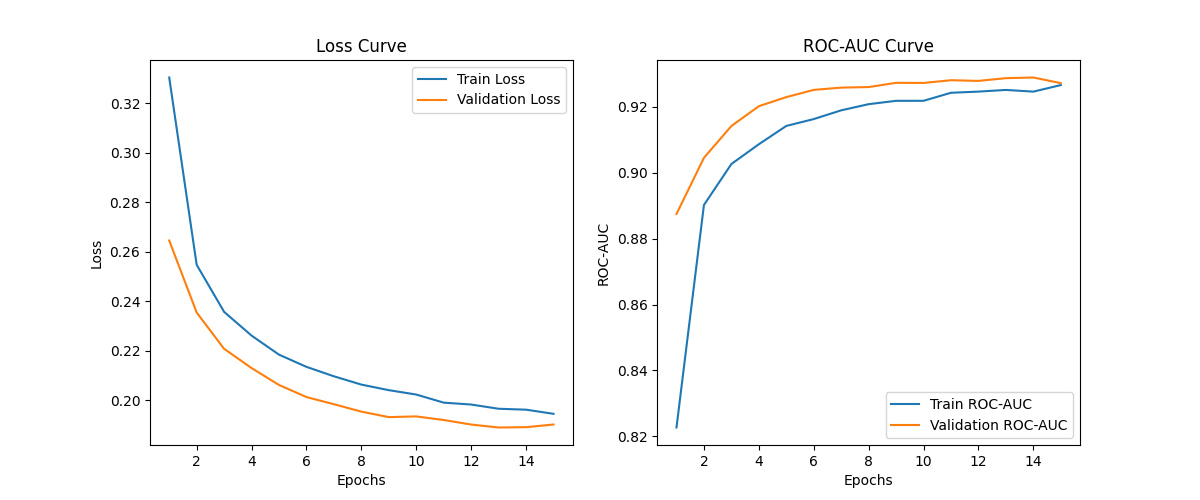 Loss Curve
Train Loss
Validation Loss
0.32
0.30
0.28
0.26
0.24
0.22
0.20
Loss
2 4 6 8 10 12 14
Epochs
ROC-AUC Curve
0.92
0.90
0.88
0.86
0.84
0.82
ROC-AUC
Train ROC-AUC
Validation ROC-AUC
2 4 6 8 10 12 14
Epochs